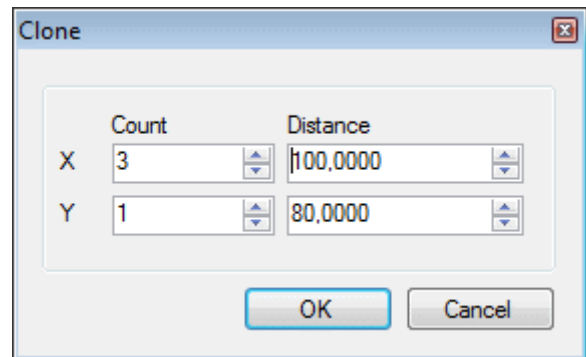 Clone
Count Distance
X 3 100,0000
Y 1 80,0000
OK Cancel